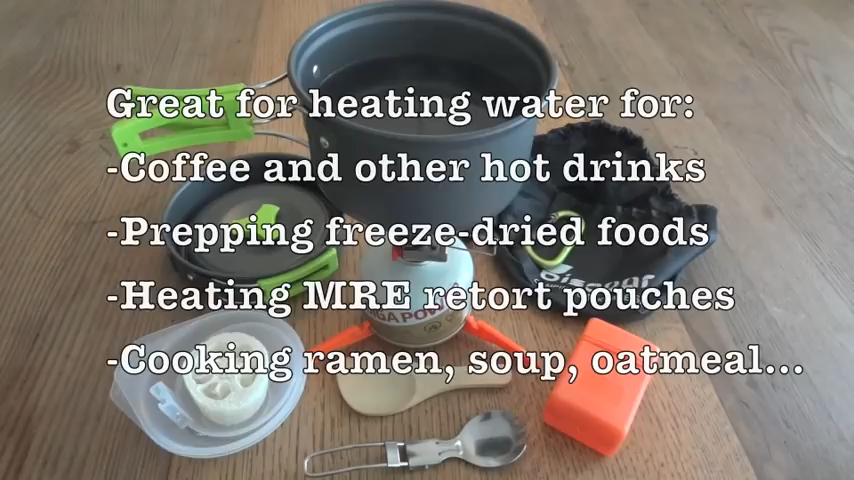 Great for heating water for:
-Coffee and other hot drinks
-Prepping freeze-dried foods
-Heating MRE retort pouches
-Cooking ramen, soup, oatmeal...